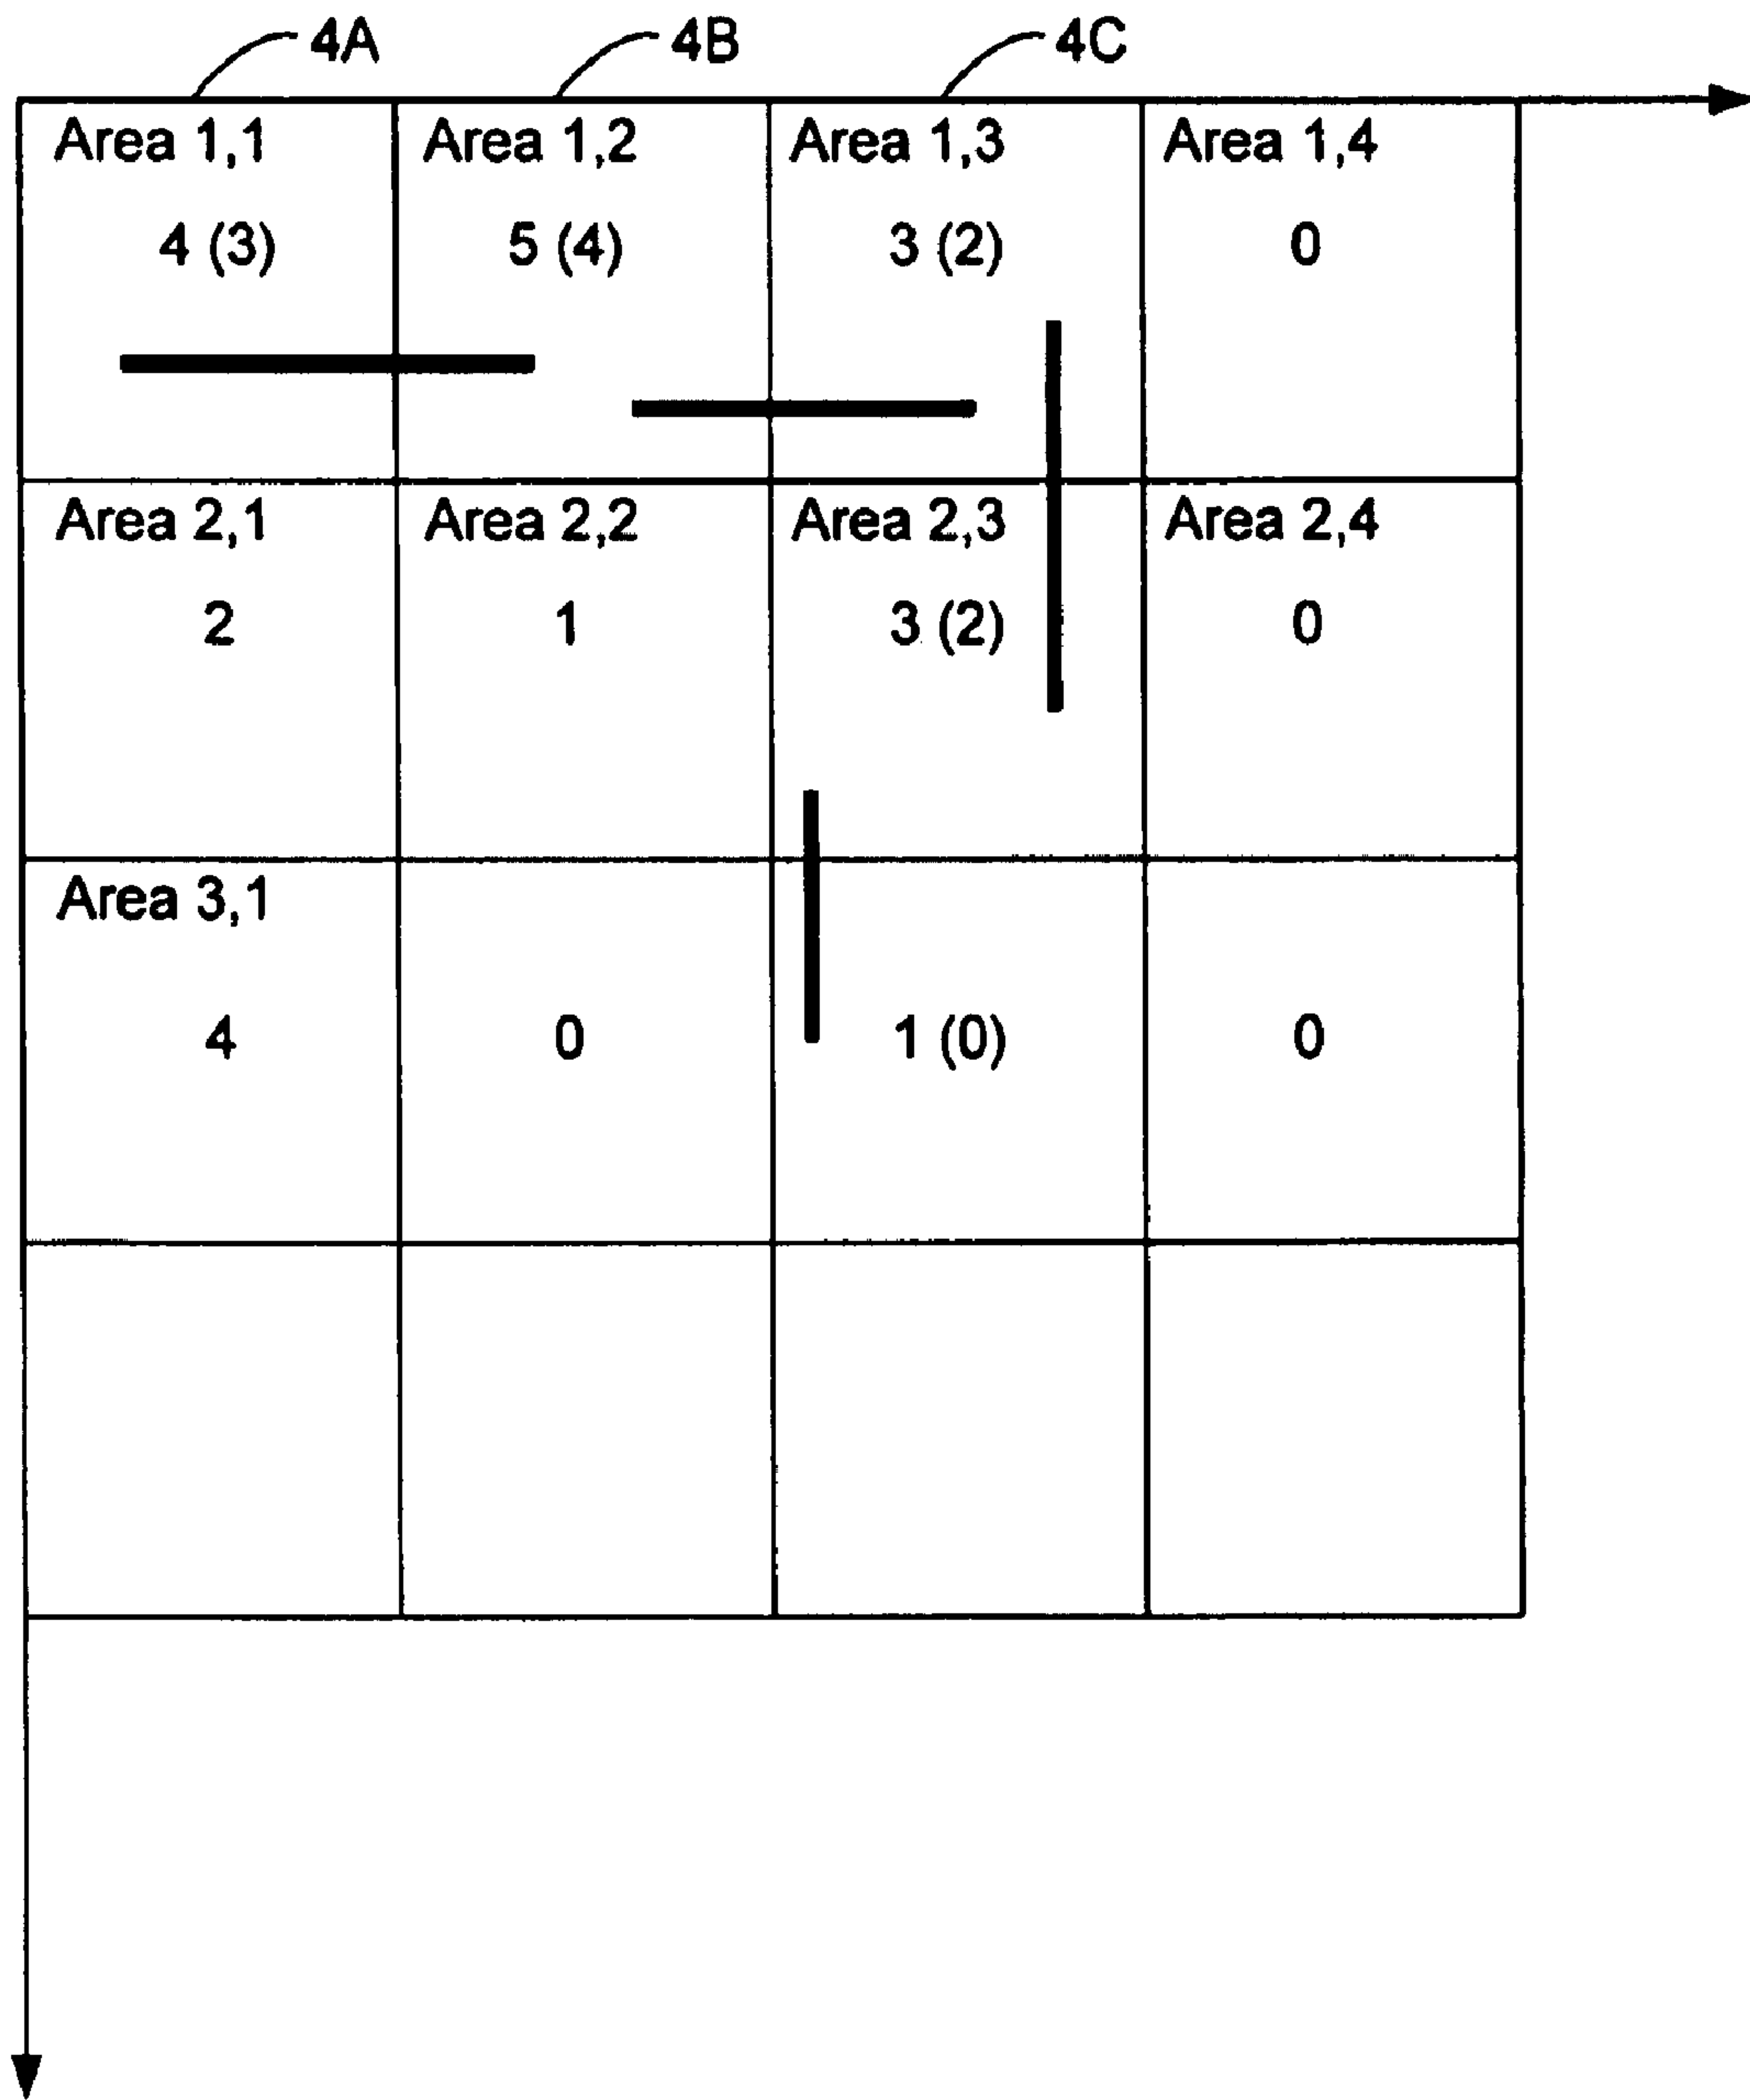 4A 4B 4C
Area 1,1 Area 1,2 Area 1,3 Area 1,4
4 (3) 5 (4) 3 (2) 0
Area 2,1 Area 2,2 Area 2,3 Area 2,4
2 1 3 (2) 0
Area 3,1
4 0 1 (0) 0